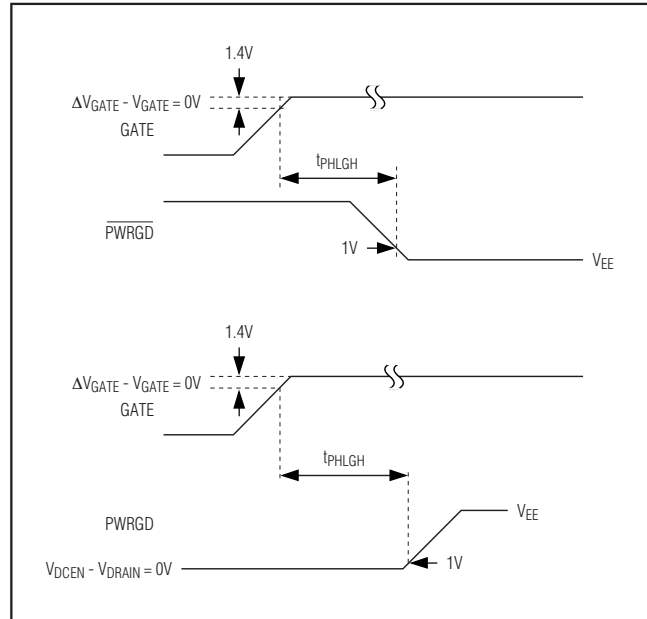 1.4V
ΔVGATE - VGATE = 0V
GATE
tPHLGH
PWRGD
1V
VEE
1.4V
ΔVGATE - VGATE = 0V
GATE
tPHLGH
PWRGD
VEE
VDCEN - VDRAIN = 0V
1V